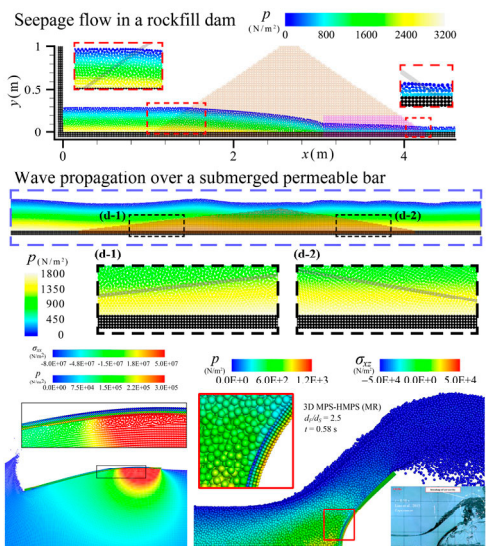 Seepage flow in a rockfill dam
p
(N/m²)
0 800 1600 2400 3200
1
0.5
0
y(m)
0 2 4
x(m)
Wave propagation over a submerged permeable bar
(d-1) (d-2)
(d-1) (d-2)
p(N/m²)
1800
1350
900
450
0
σxx
(N/m²)
-8.0E+07 -4.8E+07 -1.5E+07 1.8E+07 5.0E+07
p
(N/m²)
0.0E+00 7.5E+04 1.5E+05 2.2E+05 3.0E+05
p
(N/m²)
0.0E+0 6.0E+2 1.2E+3
σxz
(N/m²)
-5.0E+4 0.0E+0 5.0E+4
3D MPS-HMPS (MR)
t = 0.58 s